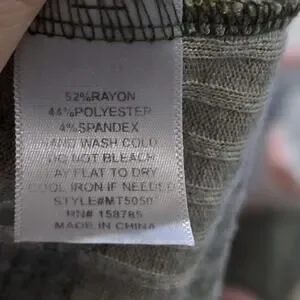 52%RAYON
44%POLYESTER
4%SPANDEX
HAND WASH COLD
DO NOT BLEACH
LAY FLAT TO DRY
COOL IRON IF NEEDED
STYLE#MT5050
RN# 158785
MADE IN CHINA